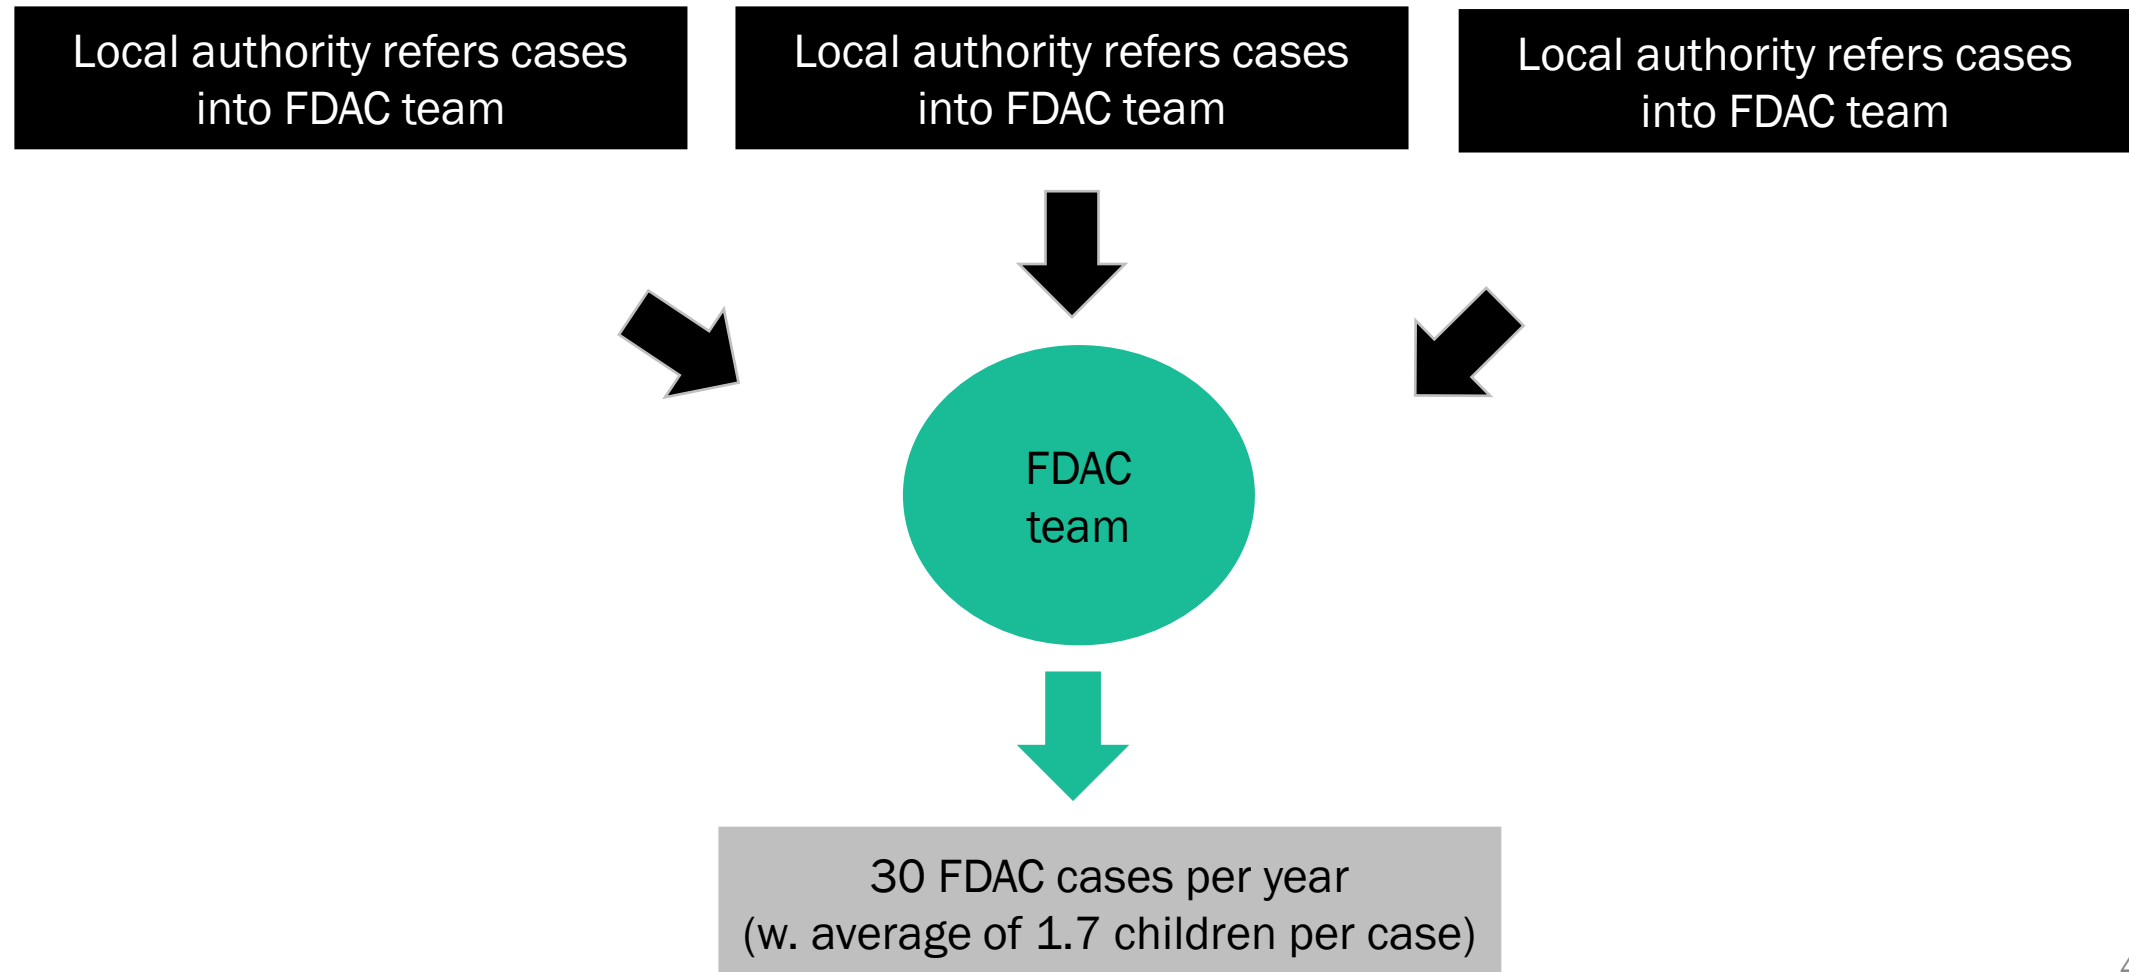 Local authority refers cases
into FDAC team
Local authority refers cases
into FDAC team
Local authority refers cases
into FDAC team
FDAC
team
30 FDAC cases per year
(w. average of 1.7 children per case)
4